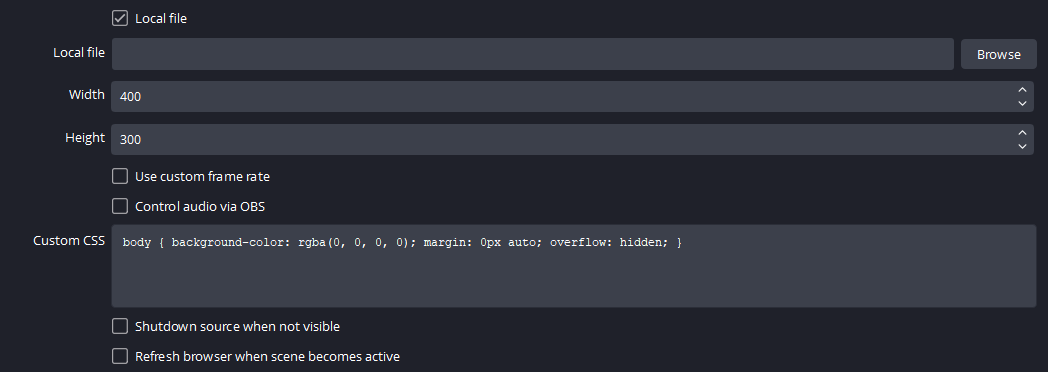 Local file
Local file Browse
Width 400
Height 300
Use custom frame rate
Control audio via OBS
Custom CSS body { background-color: rgba(0, 0, 0, 0); margin: 0px auto; overflow: hidden; }
Shutdown source when not visible
Refresh browser when scene becomes active